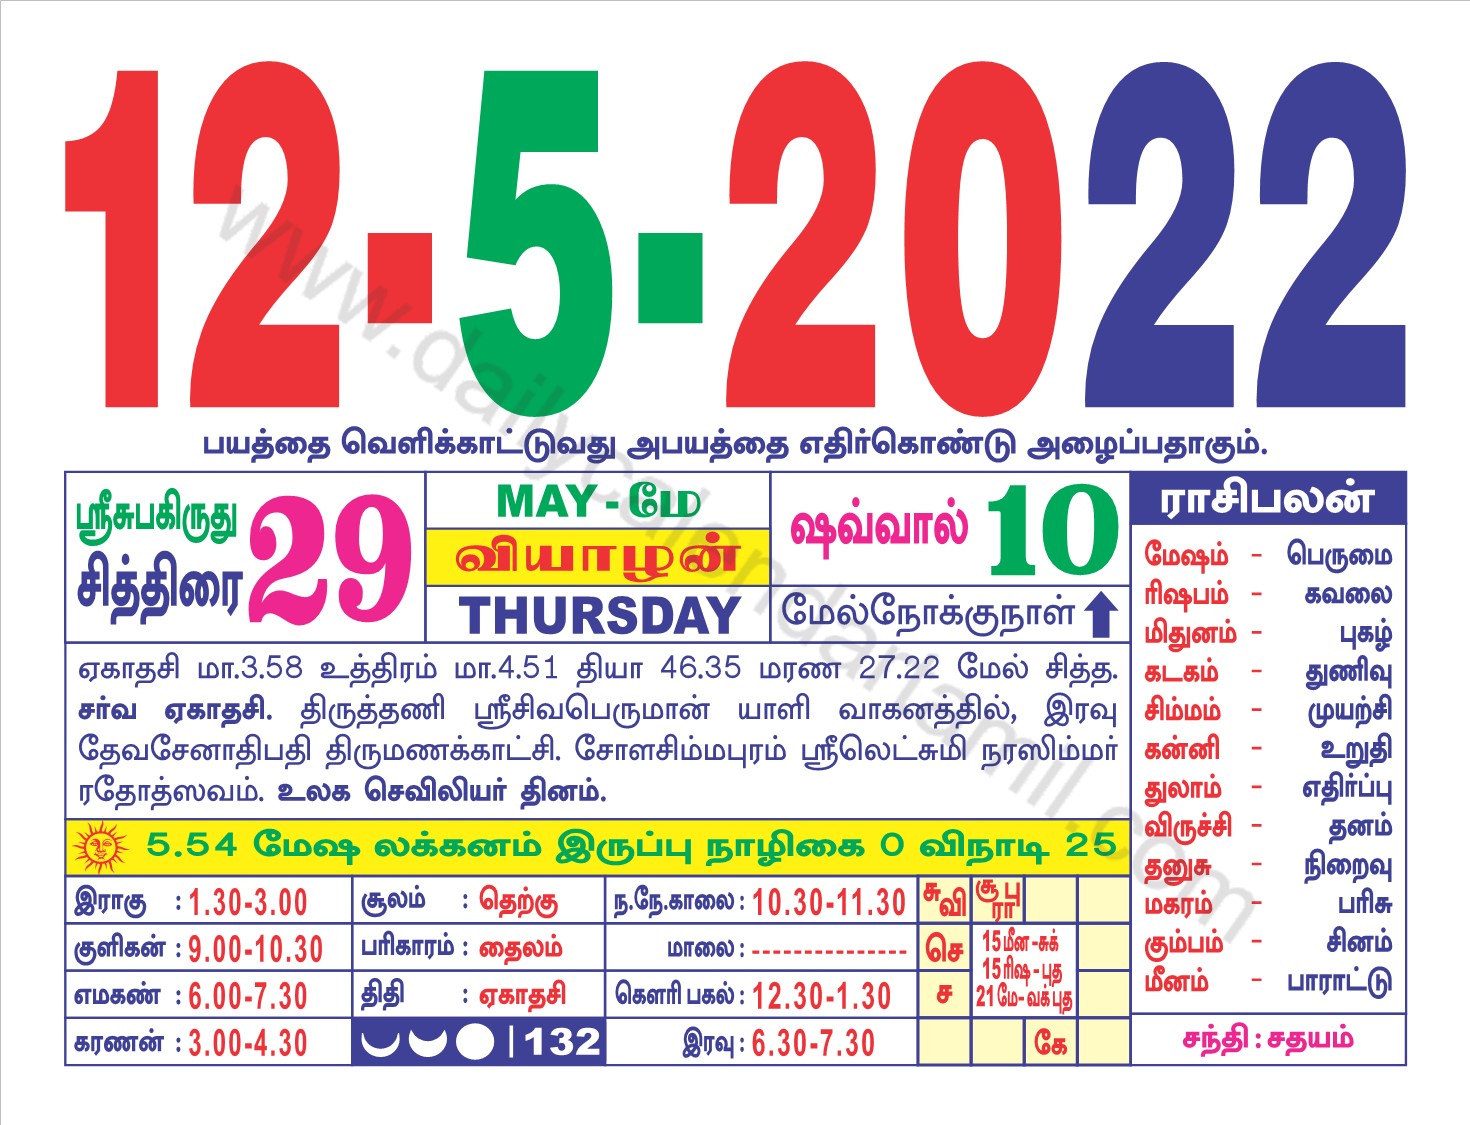 12-5-2022
பயத்தை வெளிக்காட்டுவது அபயத்தை எதிர்கொண்டு அழைப்பதாகும்.
ஸ்ரீசுபகிருது
சித்திரை 29
MAY - மே
வியாழன்
THURSDAY
ஷவ்வால் 10
மேல்நோக்குநாள்
ஏகாதசி மா.3.58 உத்திரம் மா.4.51 தியா 46.35 மரண 27.22 மேல் சித்த.
சர்வ ஏகாதசி. திருத்தணி ஸ்ரீசிவபெருமான் யாளி வாகனத்தில், இரவு
தேவசேனாதிபதி திருமணக்காட்சி. சோளசிம்மபுரம் ஸ்ரீலெட்சுமி நரஸிம்மர்
ரதோத்ஸவம். உலக செவிலியர் தினம்.
5.54 மேஷ லக்கனம் இருப்பு நாழிகை 0 விநாடி 25
இராகு : 1.30-3.00
குளிகன் : 9.00-10.30
எமகண் : 6.00-7.30
கரணன் : 3.00-4.30
சூலம் : தெற்கு
பரிகாரம் : தைலம்
திதி : ஏகாதசி
|132
ந.நே.காலை : 10.30-11.30
மாலை : ---------------
கௌரி பகல் : 12.30-1.30
இரவு : 6.30-7.30
சு வி
சூ பு ரா
செ
ச
15 மீன - சுக்
15 ரிஷ - புத
21 மே - வக் புத
கே
ராசிபலன்
மேஷம் - பெருமை
ரிஷபம் - கவலை
மிதுனம் - புகழ்
கடகம் - துணிவு
சிம்மம் - முயற்சி
கன்னி - உறுதி
துலாம் - எதிர்ப்பு
விருச்சி - தனம்
தனுசு - நிறைவு
மகரம் - பரிசு
கும்பம் - சினம்
மீனம் - பாராட்டு
சந்தி : சதயம்
www.dailycalendartamil.com